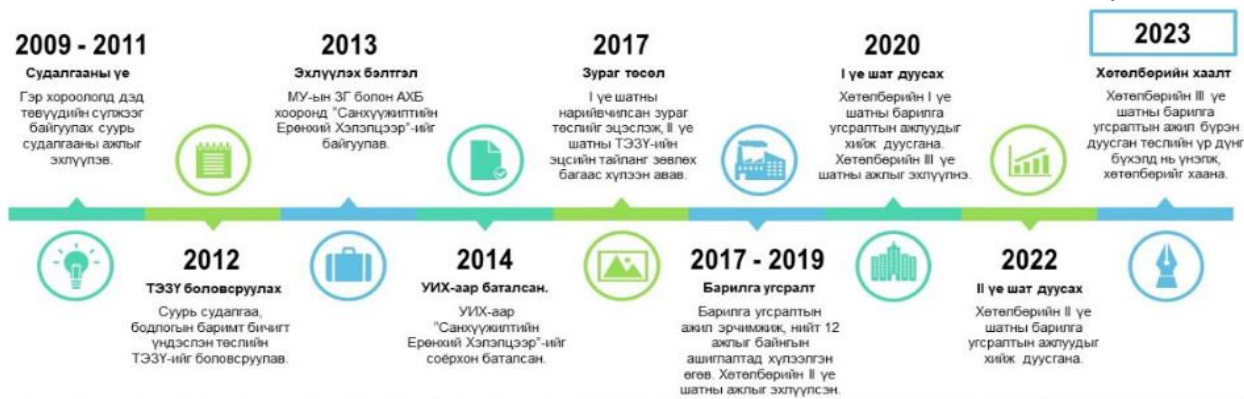 2009 - 2011
Судалгааны үе
Гэр хороололд дэд
төвүүдийн сүлжээг
байгуулах суурь
судалгааны ажлыг
эхлүүлэв.
2012
ТЭЗҮ боловсруулах
Суурь судалгаа,
бодлогын баримт бичигт
үндэслэн төслийн
ТЭЗҮ-ийг боловсруулав.
2013
Эхлүүлэх бэлтгэл
МУ-ын ЗГ болон АХБ
хооронд "Санхүүжилтийн
Ерөнхий Хэлэлцээр"-ийг
байгуулав.
2014
УИХ-аар баталсан.
УИХ-аар
"Санхүүжилтийн
Ерөнхий Хэлэлцээр"-ийг
соёрхон баталсан.
2017
Зураг төсөл
I үе шатны
нарийвчилсан зураг
төслийг эцэслэж, II үе
шатны ТЭЗҮ-ийн
эцсийн тайланг зөвлөх
багаас хүлээн авав.
2017 - 2019
Барилга угсралт
Барилга угсралтын
ажил эрчимжиж, нийт 12
ажлыг байнгын
ашиглалтад хүлээлгэн
өгөв. Хөтөлбөрийн II үе
шатны ажлыг эхлүүлсэн.
2020
I үе шат дуусах
Хөтөлбөрийн I үе
шатны барилга
угсралтын ажлуудыг
хийж дуусгана.
Хөтөлбөрийн III үе
шатны ажлыг эхлүүлнэ.
2022
II үе шат дуусах
Хөтөлбөрийн II үе
шатны барилга
угсралтын ажлуудыг
хийж дуусгана.
2023
Хөтөлбөрийн хаалт
Хөтөлбөрийн III үе
шатны барилга
угсралтын ажил бүрэн
дуусган төслийн үр дүнг
бүхэлд нь үнэлж,
хөтөлбөрийг хаана.